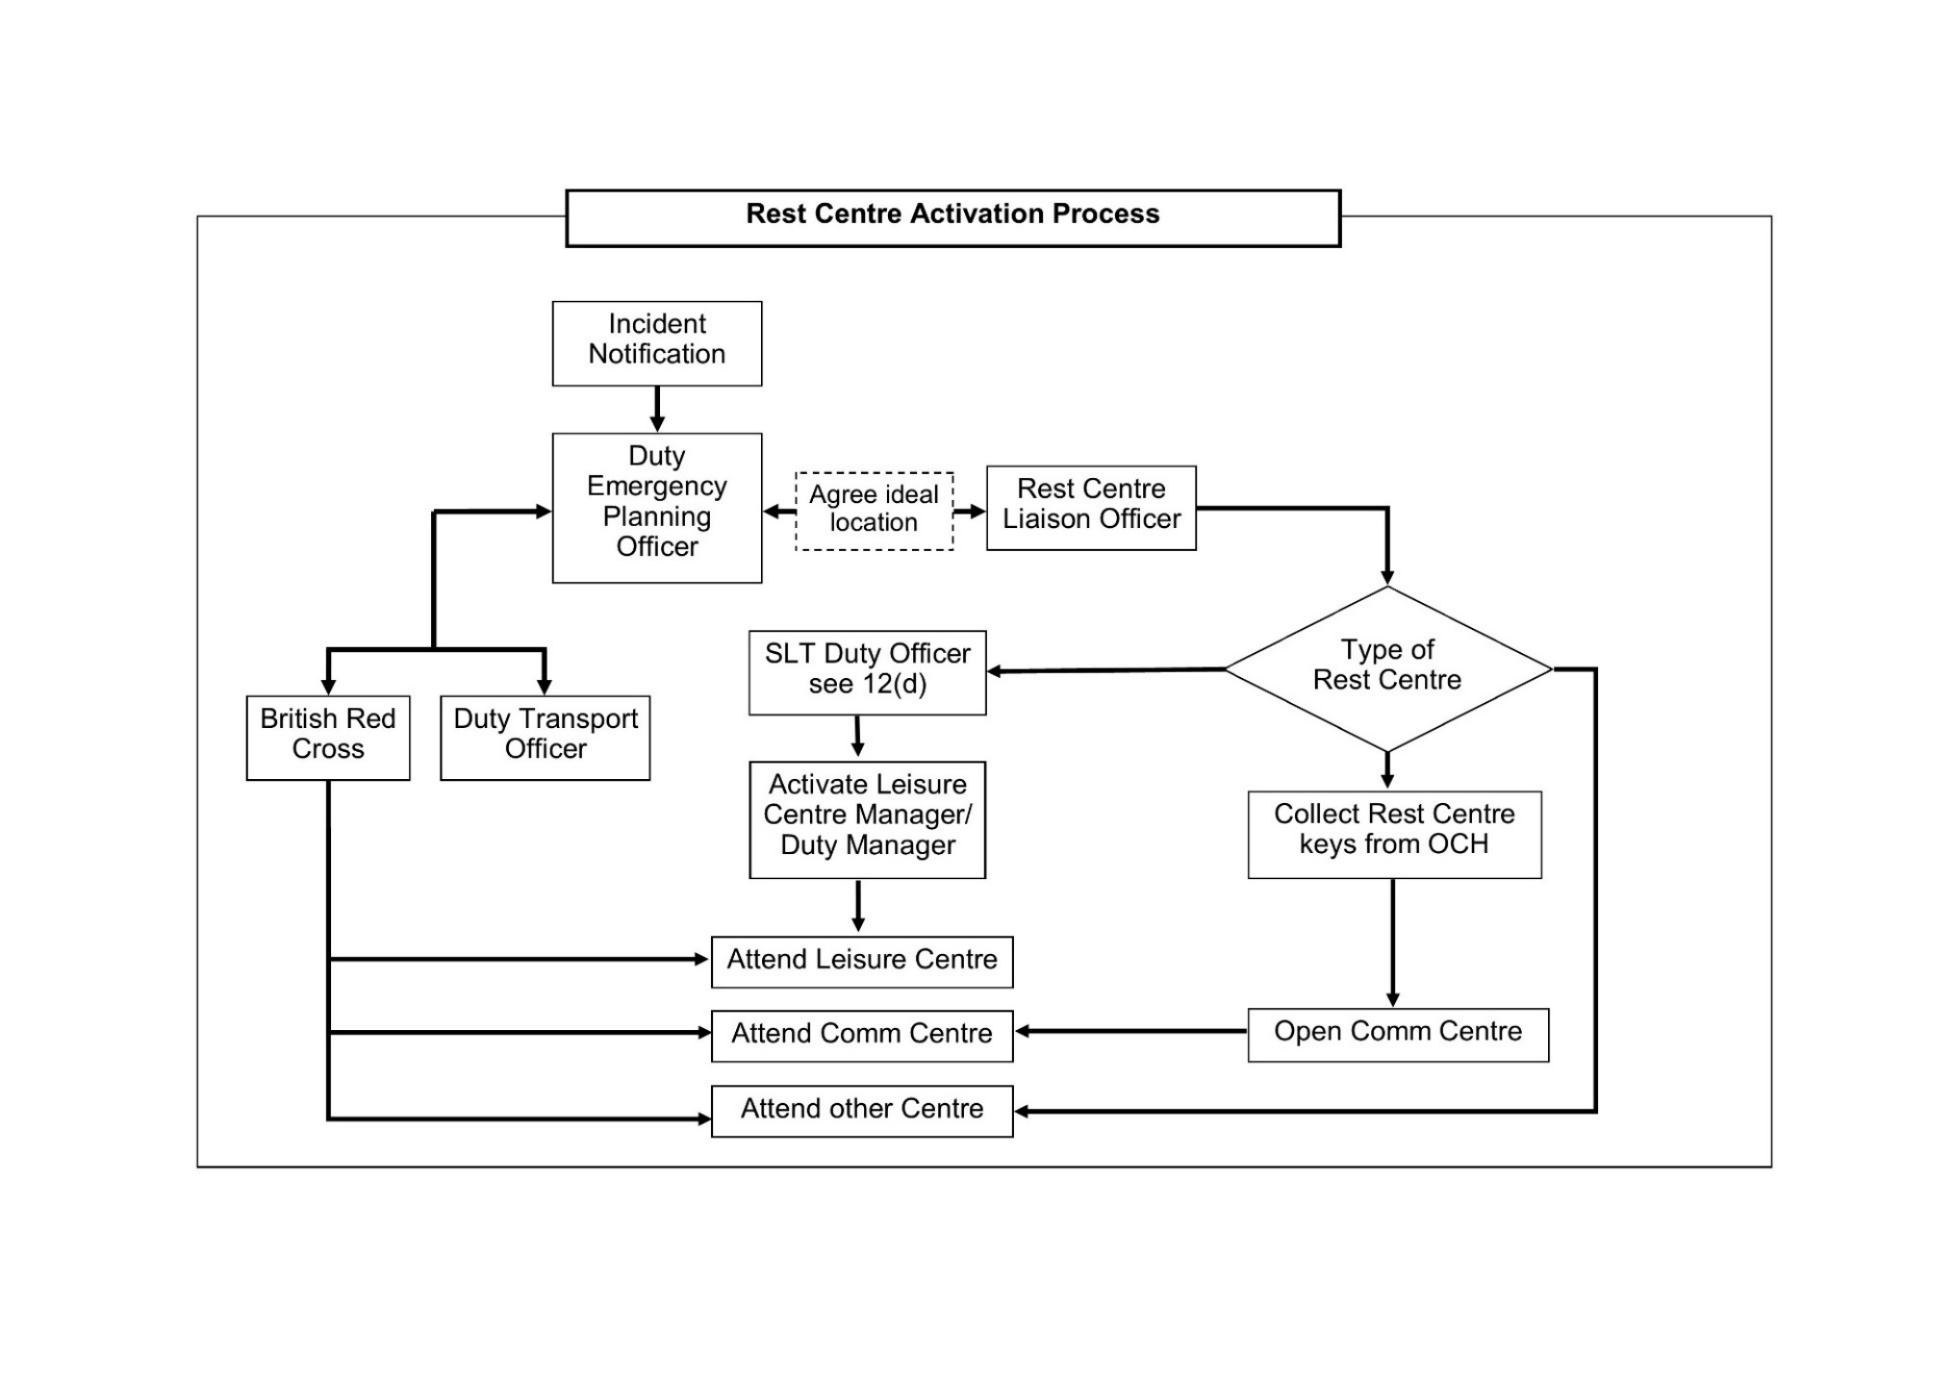 Rest Centre Activation Process
Incident
Notification
Duty
Emergency
Planning
Officer
Agree ideal
location
Rest Centre
Liaison Officer
Type of
Rest Centre
SLT Duty Officer
see 12(d)
British Red
Cross
Duty Transport
Officer
Activate Leisure
Centre Manager/
Duty Manager
Collect Rest Centre
keys from OCH
Attend Leisure Centre
Attend Comm Centre
Open Comm Centre
Attend other Centre